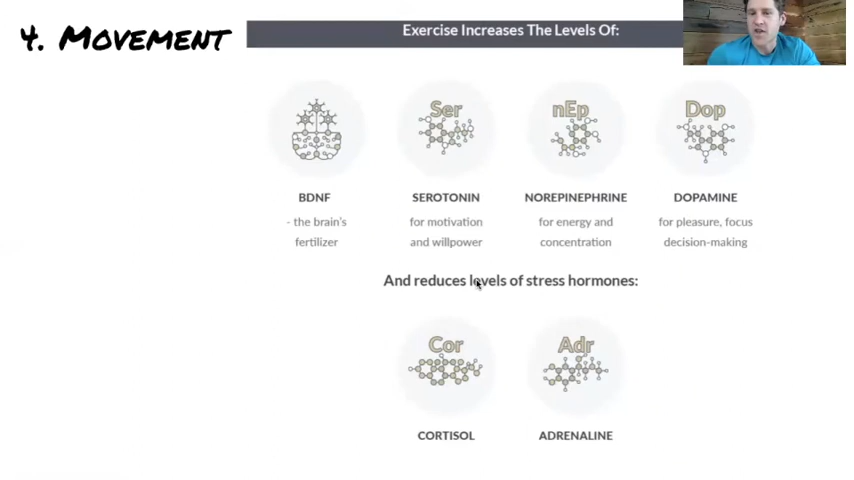 4. MOVEMENT
Exercise Increases The Levels Of:
Ser
nEp
Dop
BDNF
SEROTONIN
NOREPINEPHRINE
DOPAMINE
- the brain's
fertilizer
for motivation
and willpower
for energy and
concentration
for pleasure, focus
decision-making
And reduces levels of stress hormones:
Cor
Adr
CORTISOL
ADRENALINE